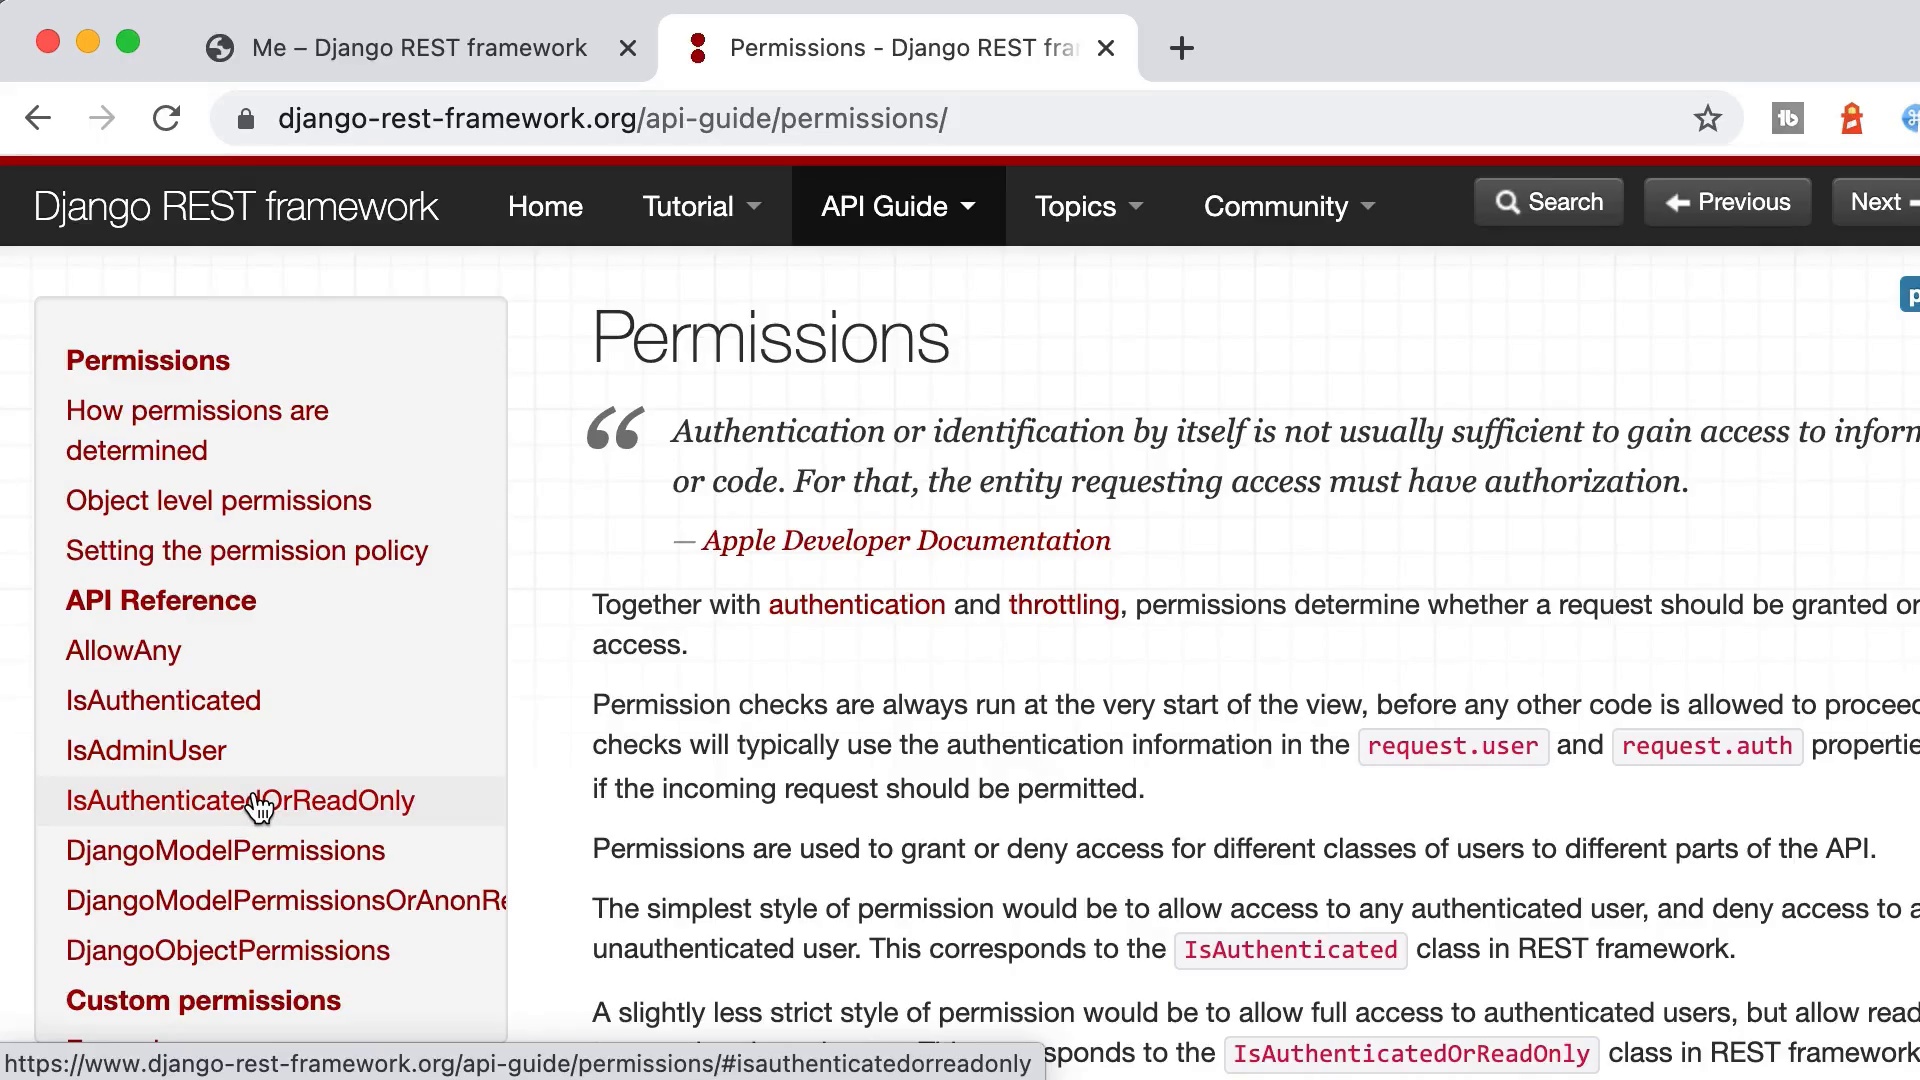 Me – Django REST framework
Permissions - Django REST fra
django-rest-framework.org/api-guide/permissions/
Django REST framework Home Tutorial API Guide Topics Community Search Previous Next
Permissions
How permissions are
determined
Object level permissions
Setting the permission policy
API Reference
AllowAny
IsAuthenticated
IsAdminUser
IsAuthenticatedOrReadOnly
DjangoModelPermissions
DjangoModelPermissionsOrAnonRe
DjangoObjectPermissions
Custom permissions
Permissions
“ Authentication or identification by itself is not usually sufficient to gain access to inform
or code. For that, the entity requesting access must have authorization.
— Apple Developer Documentation
Together with authentication and throttling, permissions determine whether a request should be granted or
access.
Permission checks are always run at the very start of the view, before any other code is allowed to proceed
checks will typically use the authentication information in the request.user and request.auth propertie
if the incoming request should be permitted.
Permissions are used to grant or deny access for different classes of users to different parts of the API.
The simplest style of permission would be to allow access to any authenticated user, and deny access to a
unauthenticated user. This corresponds to the IsAuthenticated class in REST framework.
A slightly less strict style of permission would be to allow full access to authenticated users, but allow read
sponds to the IsAuthenticatedOrReadOnly class in REST framework
https://www.django-rest-framework.org/api-guide/permissions/#isauthenticatedorreadonly